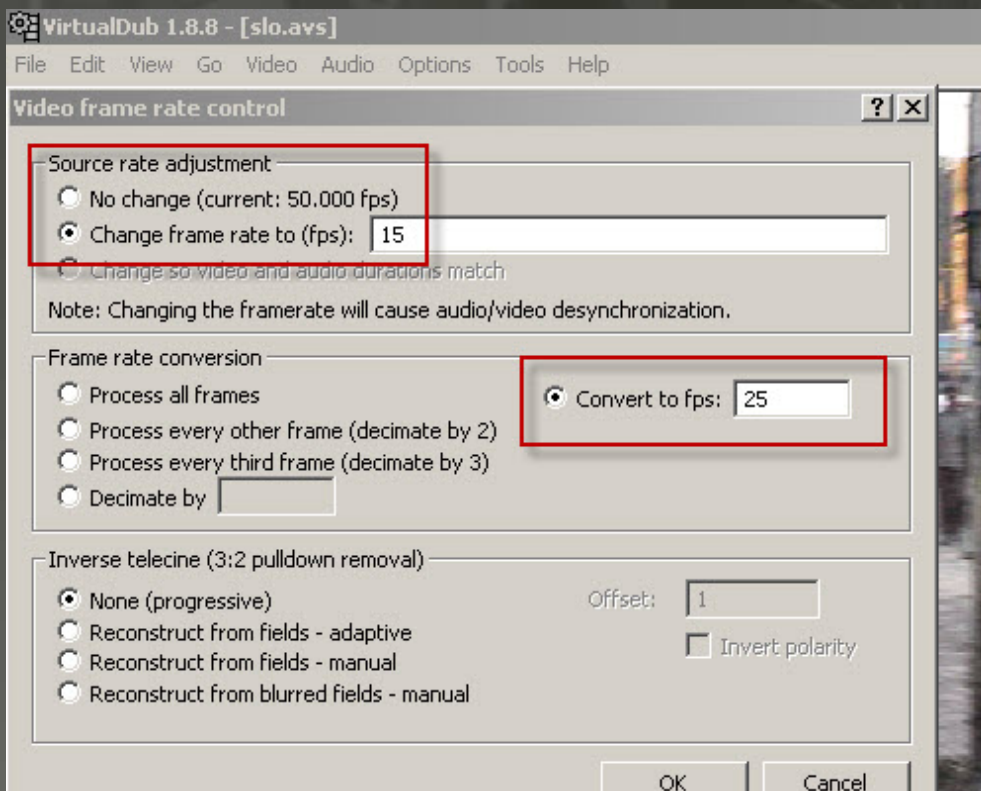 VirtualDub 1.8.8 - [slo.avs]
File Edit View Go Video Audio Options Tools Help
Video frame rate control
Source rate adjustment
No change (current: 50.000 fps)
Change frame rate to (fps): 15
Change so video and audio durations match
Note: Changing the framerate will cause audio/video desynchronization.
Frame rate conversion
Process all frames
Convert to fps: 25
Process every other frame (decimate by 2)
Process every third frame (decimate by 3)
Decimate by
Inverse telecine (3:2 pulldown removal)
None (progressive)
Offset: 1
Reconstruct from fields - adaptive
Invert polarity
Reconstruct from fields - manual
Reconstruct from blurred fields - manual
OK Cancel